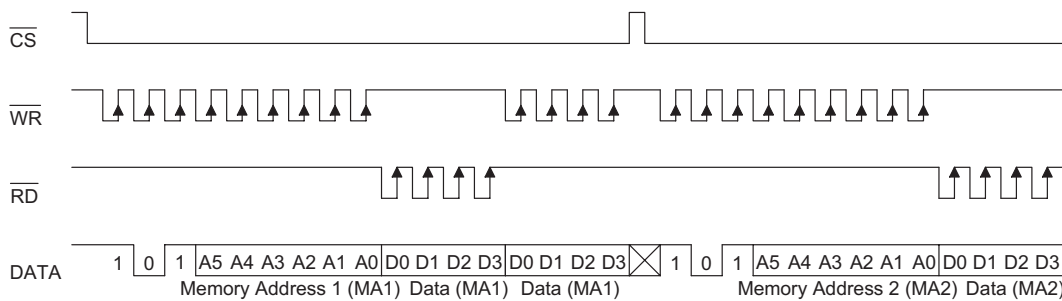 CS
WR
RD
DATA 1 0 1 A5 A4 A3 A2 A1 A0 D0 D1 D2 D3 D0 D1 D2 D3 1 0 1 A5 A4 A3 A2 A1 A0 D0 D1 D2 D3
Memory Address 1 (MA1) Data (MA1) Data (MA1) Memory Address 2 (MA2) Data (MA2)